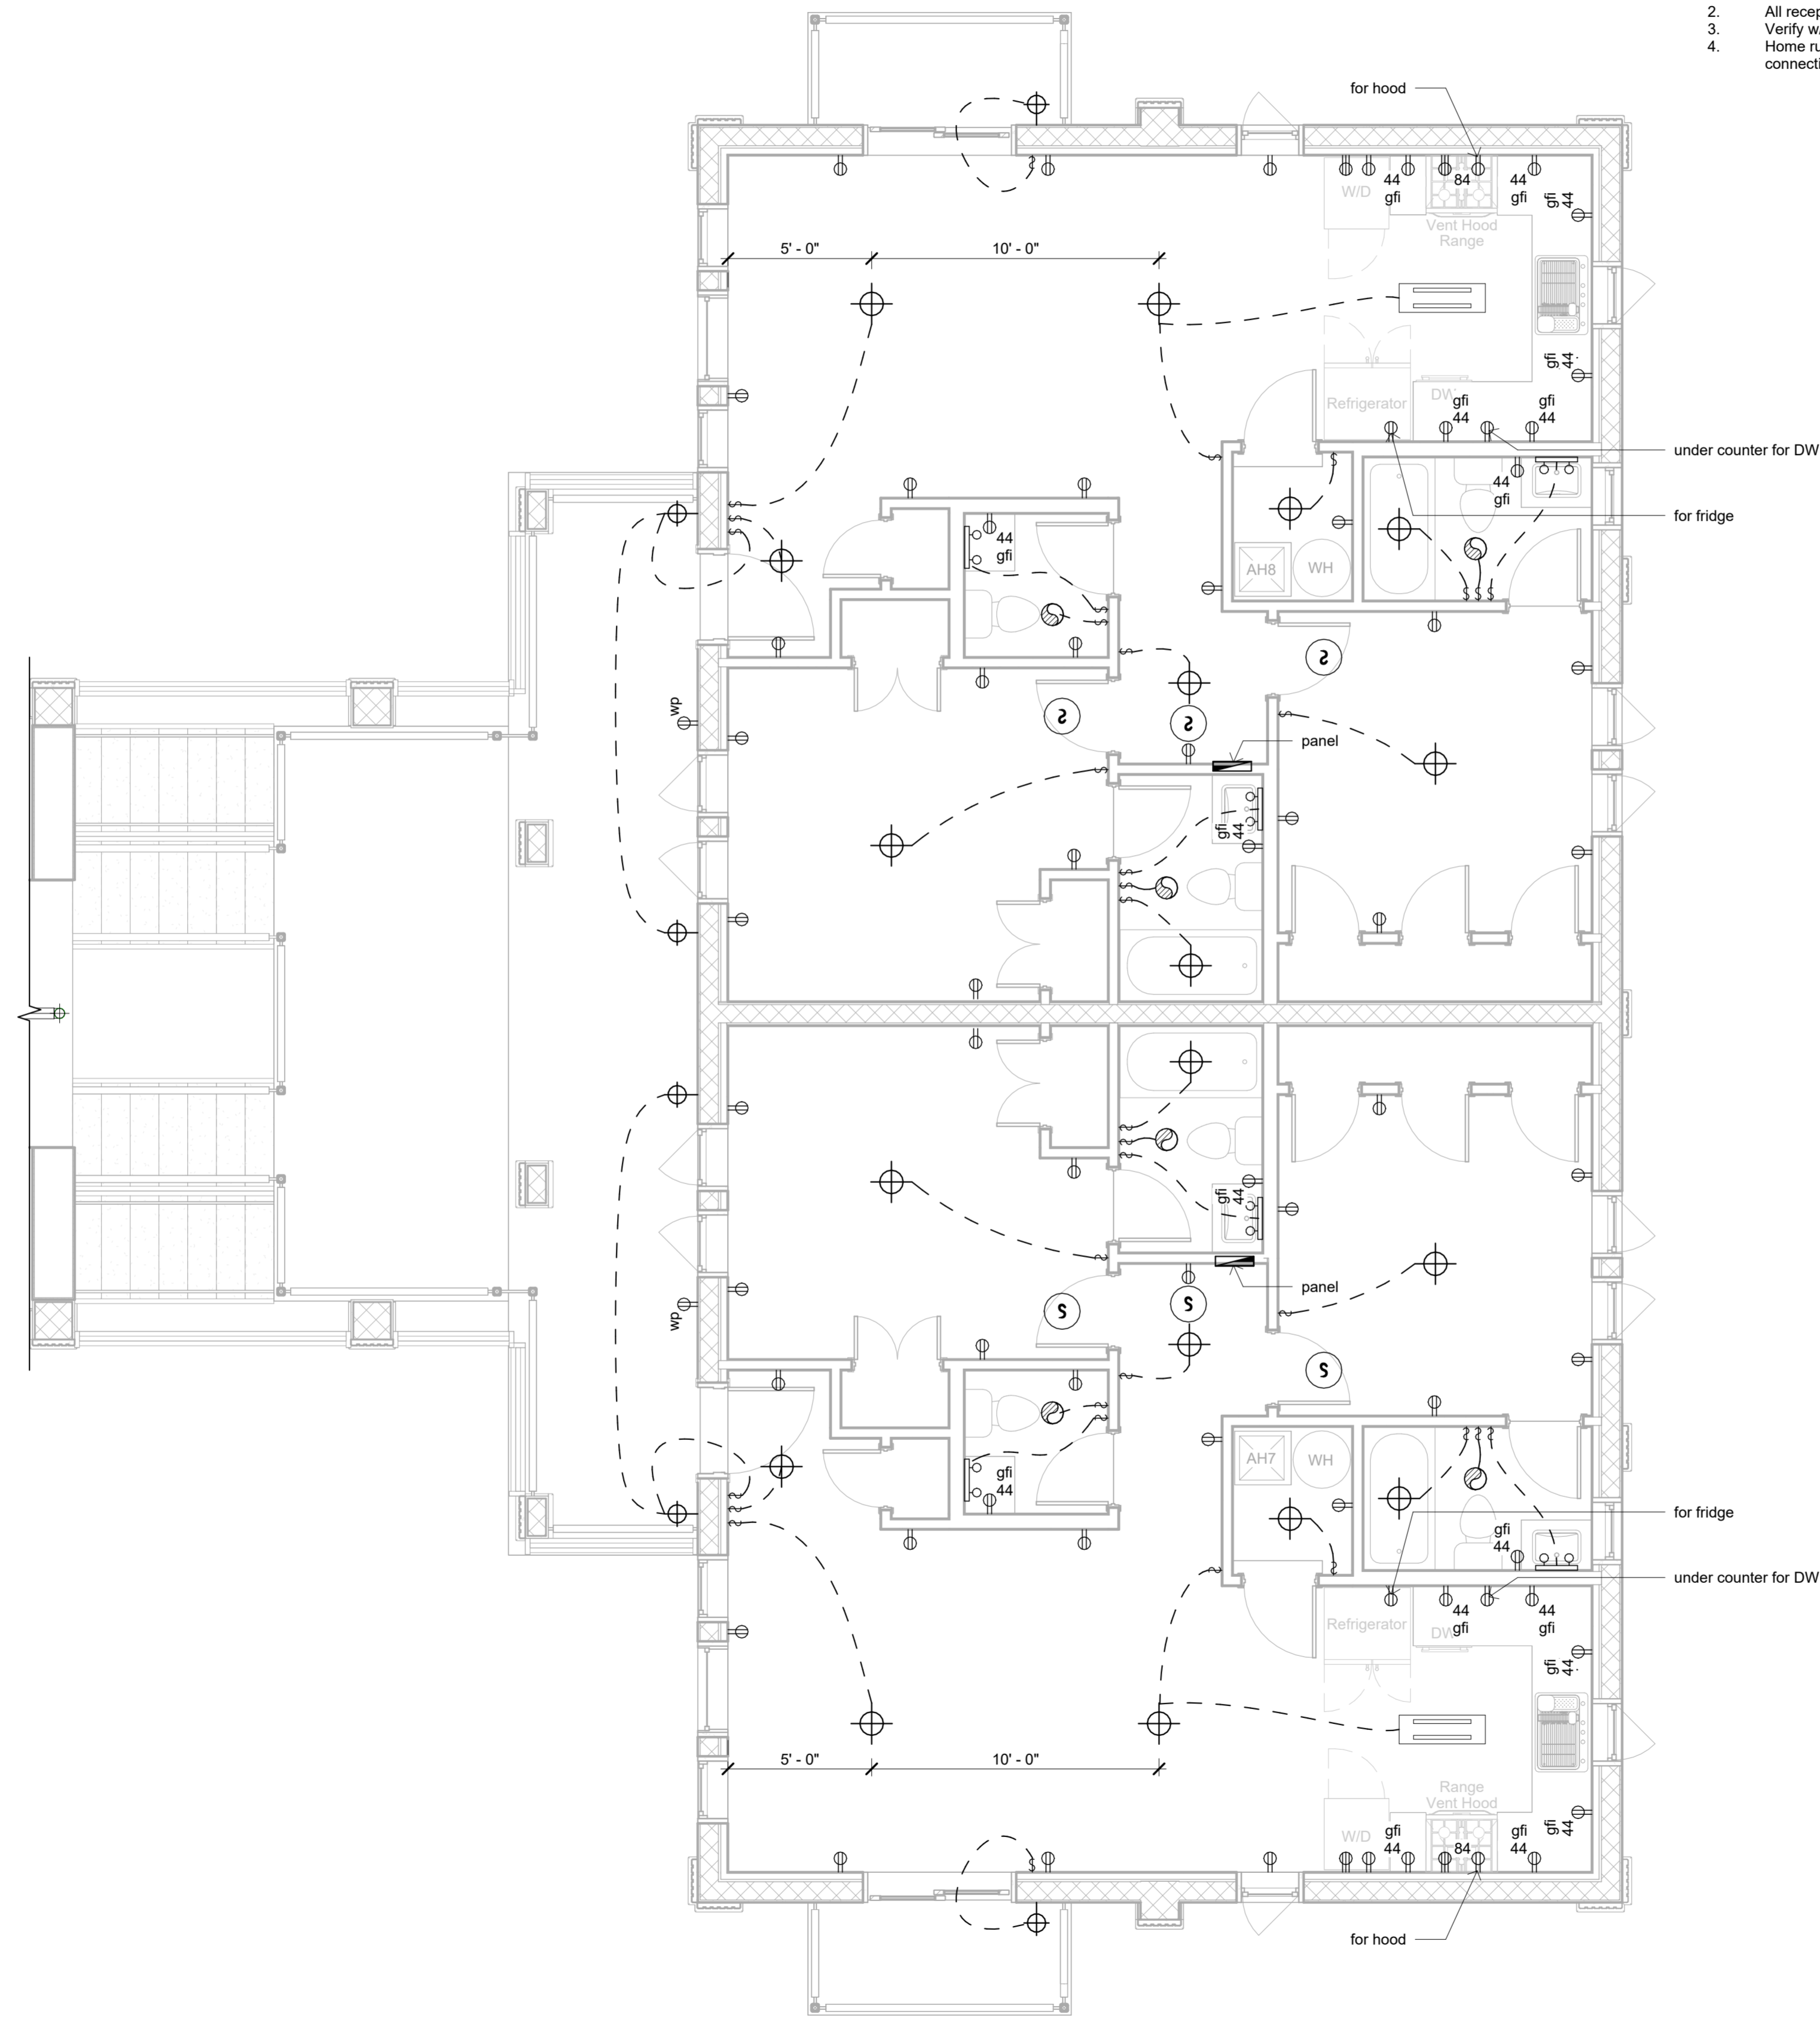 2. All recep
3. Verify w
4. Home ru
connecti
for hood
44
gfi
84
44
gfi
gfi
44
W/D
Vent Hood
Range
5' - 0"
10' - 0"
gfi
44
Refrigerator
DW
gfi
44
gfi
44
under counter for DW
44
gfi
for fridge
44
gfi
AH8
WH
S
S
S
wp
panel
gfi
44
gfi
44
panel
S
S
S
wp
AH7
WH
gfi
44
gfi
44
for fridge
under counter for DW
Refrigerator
DW
44
gfi
44
gfi
gfi
44
5' - 0"
10' - 0"
Range
Vent Hood
W/D
gfi
44
84
gfi
44
gfi
44
for hood